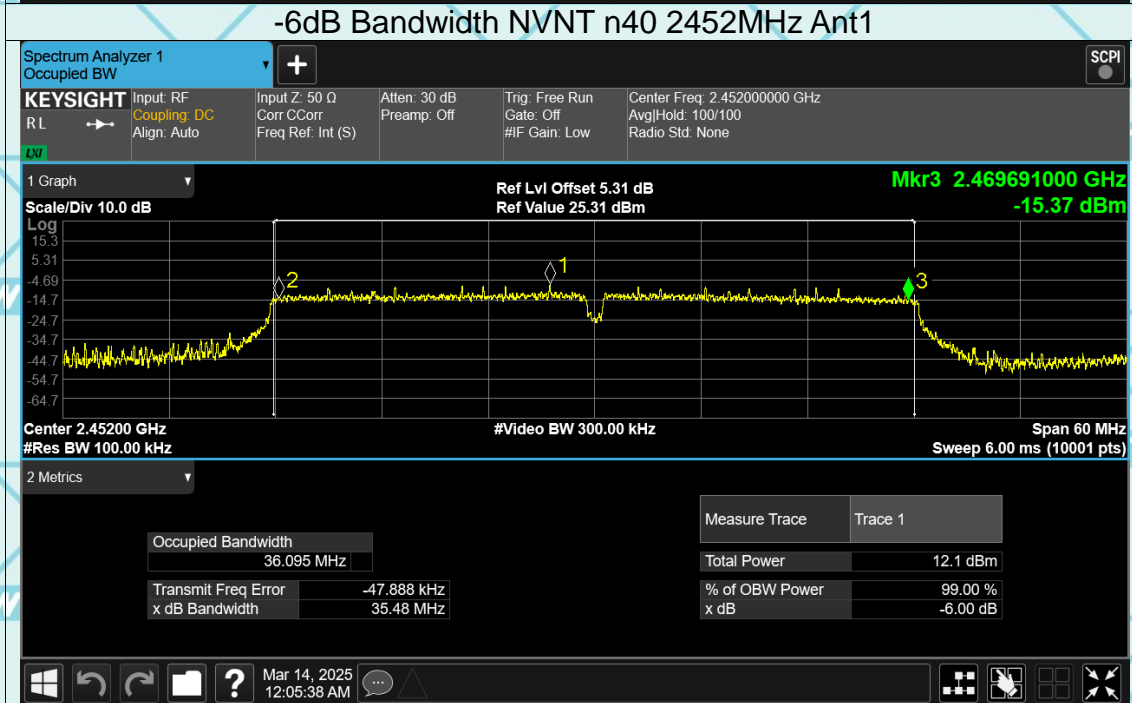 -6dB Bandwidth NVNT n40 2452MHz Ant1
Spectrum Analyzer 1
Occupied BW
+
SCPI
KEYSIGHT
RL
LXI
Input: RF
Coupling: DC
Align: Auto
Input Z: 50 Ω
Corr CCorr
Freq Ref: Int (S)
Atten: 30 dB
Preamp: Off
Trig: Free Run
Gate: Off
#IF Gain: Low
Center Freq: 2.452000000 GHz
Avg|Hold: 100/100
Radio Std: None
1 Graph
Scale/Div 10.0 dB
Ref Lvl Offset 5.31 dB
Ref Value 25.31 dBm
Mkr3 2.469691000 GHz
-15.37 dBm
Log
15.3
5.31
-4.69
-14.7
-24.7
-34.7
-44.7
-54.7
-64.7
2
1
3
Center 2.45200 GHz
#Video BW 300.00 kHz
Span 60 MHz
#Res BW 100.00 kHz
Sweep 6.00 ms (10001 pts)
2 Metrics
Occupied Bandwidth
36.095 MHz
Transmit Freq Error -47.888 kHz
x dB Bandwidth 35.48 MHz
Measure Trace Trace 1
Total Power 12.1 dBm
% of OBW Power 99.00 %
x dB -6.00 dB
?
Mar 14, 2025
12:05:38 AM